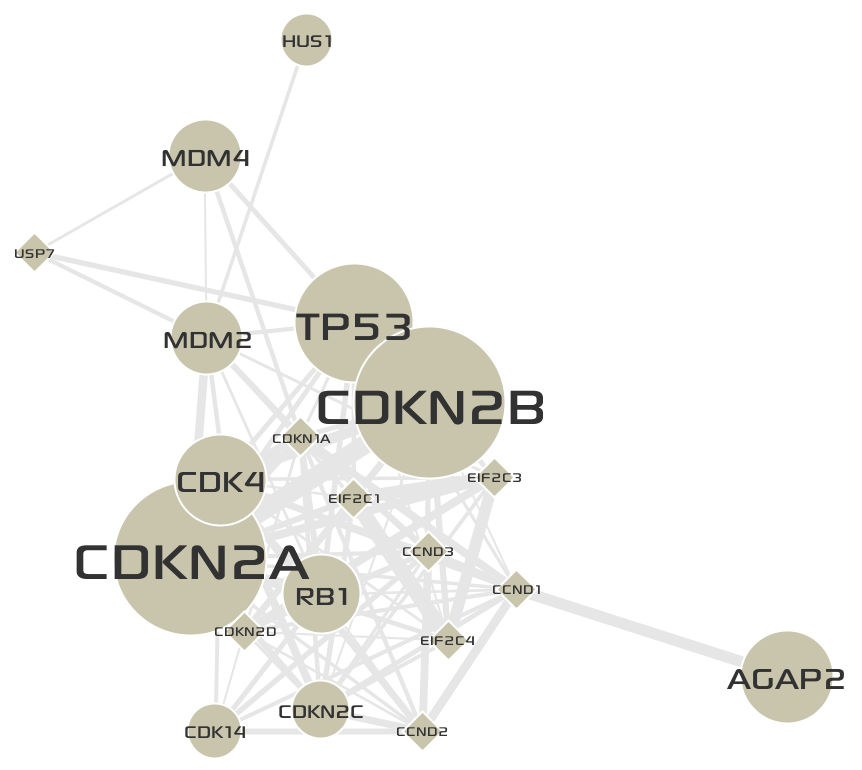 HUS1
MDM4
USP7
TP53
MDM2
CDKN2B
CDKN1A
EIF2C3
CDK4
EIF2C1
CCND3
CDKN2A
CCND1
RB1
CDKN2D
EIF2C4
AGAP2
CDKN2C
CDK14
CCND2